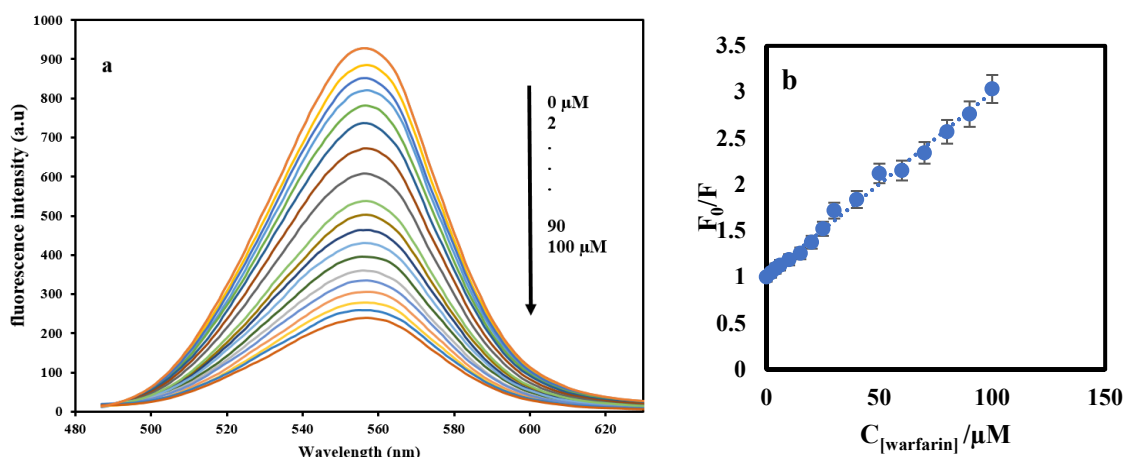 1000
900
800
700
600
500
400
300
200
100
0
fluorescence intensity (a.u)
a
0 µM
2
.
.
.
.
90
100 µM
480 500 520 540 560 580 600 620
Wavelength (nm)
b
3.5
3
2.5
2
1.5
1
0.5
0
F0/F
0 50 100 150
C[warfarin] /µM